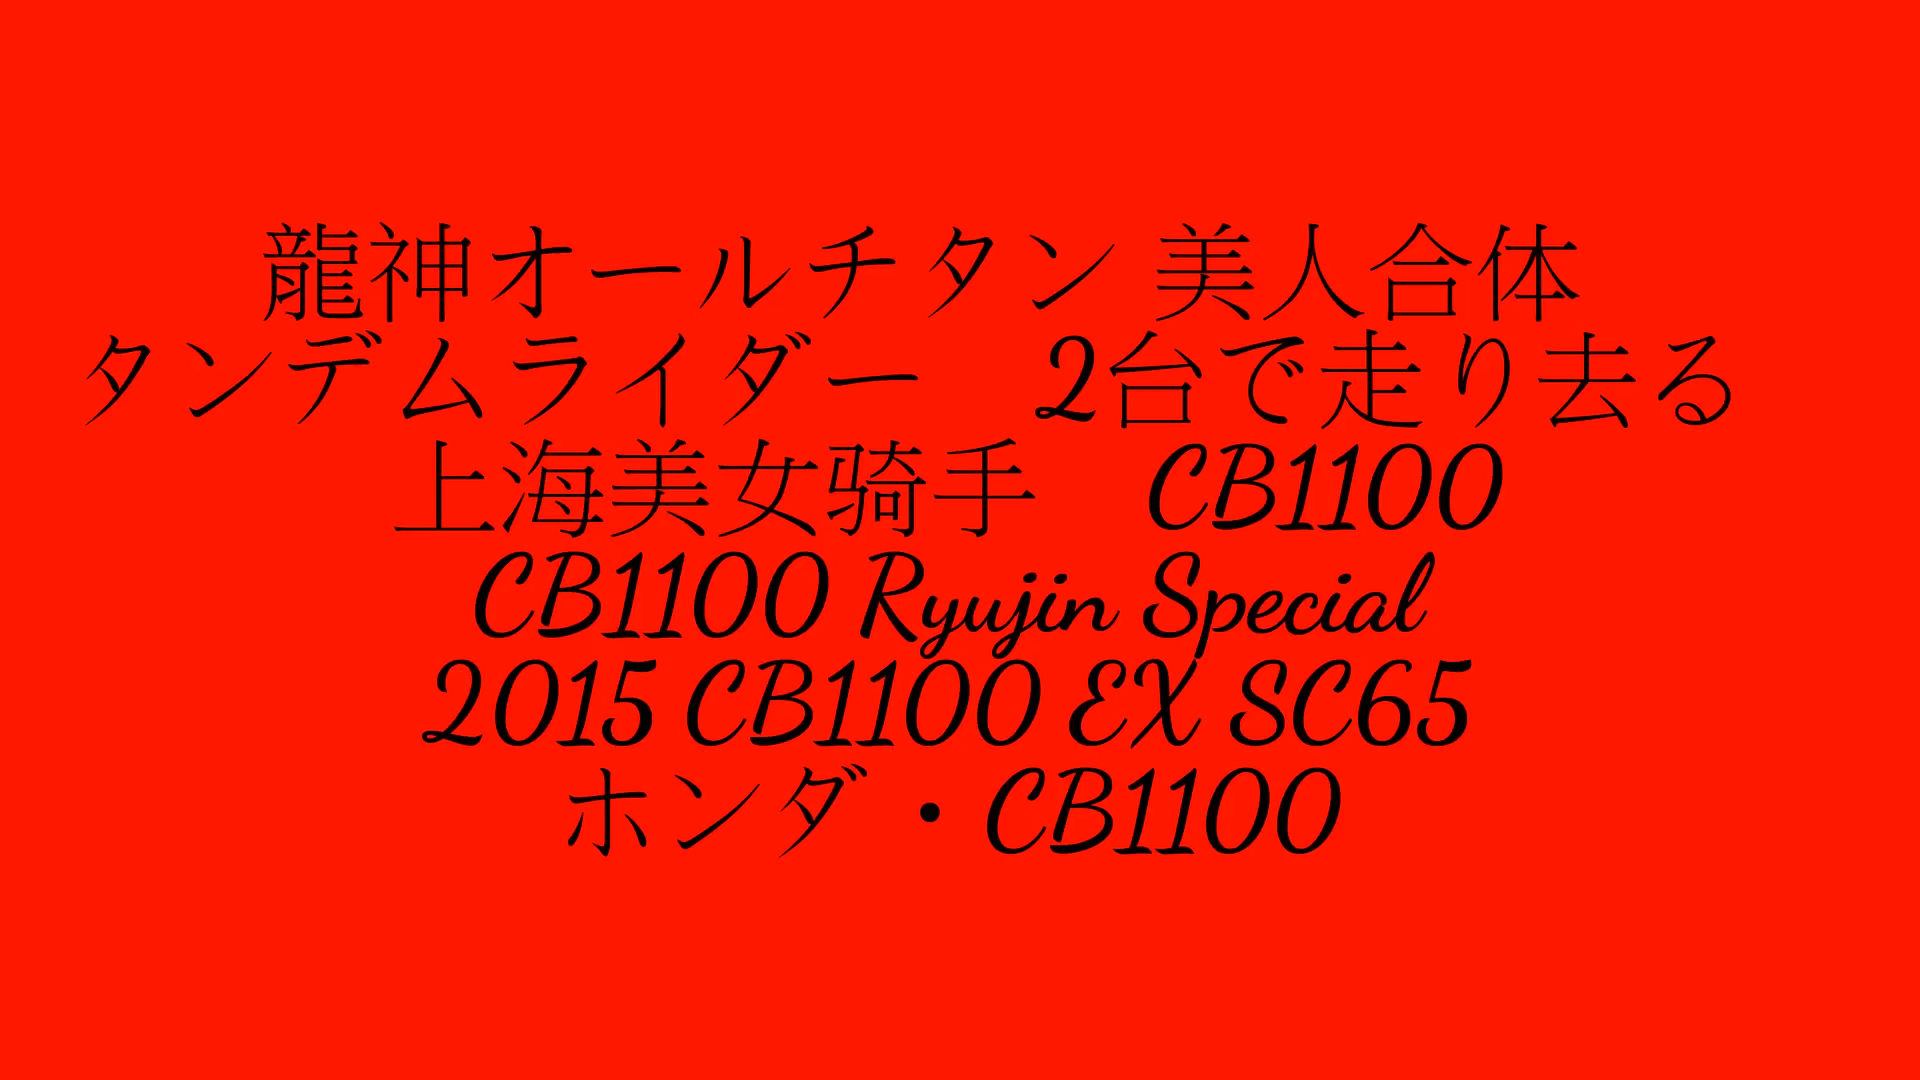 龍神オールチタン 美人合体
タンデムライダー　2台で走り去る
上海美女骑手　CB1100
CB1100 Ryujin Special
2015 CB1100 EX SC65
ホンダ・CB1100